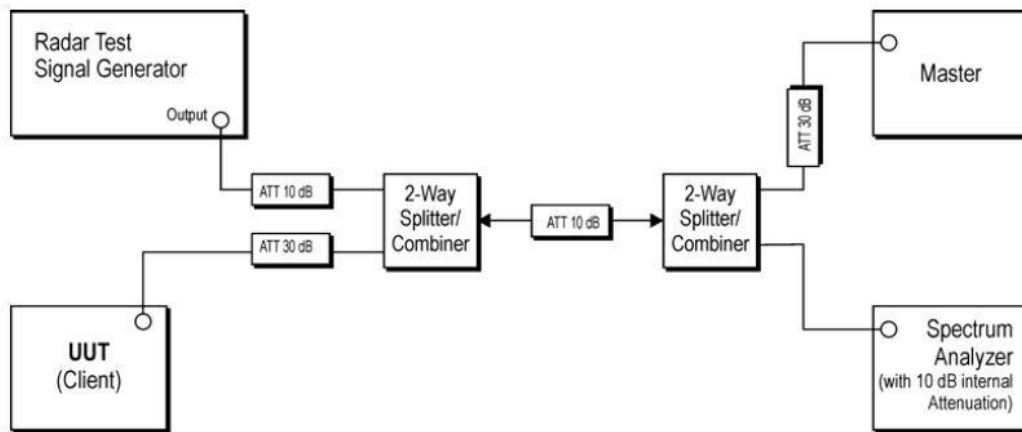 Radar Test
Signal Generator
Output
ATT 10 dB
2-Way
Splitter/
Combiner
ATT 30 dB
UUT
(Client)
ATT 10 dB
2-Way
Splitter/
Combiner
ATT 30 dB
Master
Spectrum
Analyzer
(with 10 dB internal
Attenuation)